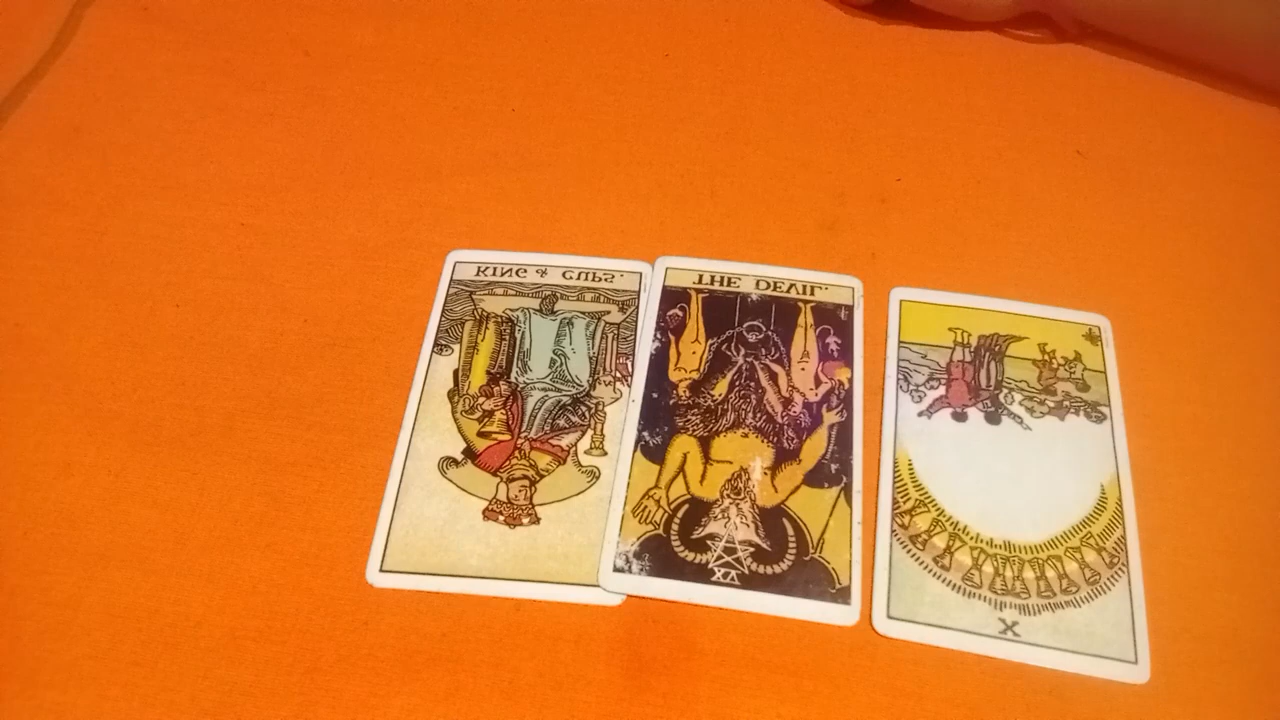 KING of CUPS.
THE DEVIL.
XV
X